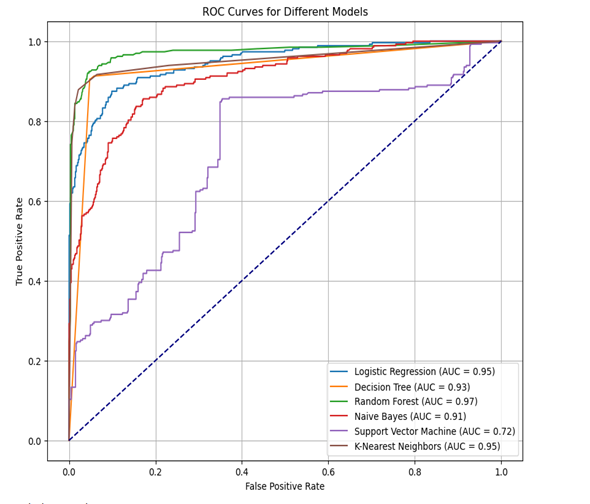 ROC Curves for Different Models
1.0
0.8
0.6
0.4
0.2
0.0
True Positive Rate
0.0 0.2 0.4 0.6 0.8 1.0
False Positive Rate
Logistic Regression (AUC = 0.95)
Decision Tree (AUC = 0.93)
Random Forest (AUC = 0.97)
Naive Bayes (AUC = 0.91)
Support Vector Machine (AUC = 0.72)
K-Nearest Neighbors (AUC = 0.95)